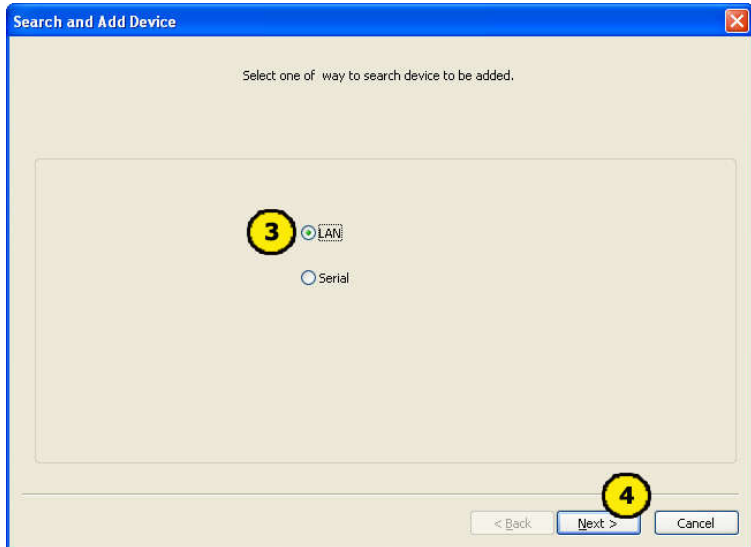 Search and Add Device
Select one of way to search device to be added.
3
LAN
Serial
4
< Back
Next >
Cancel